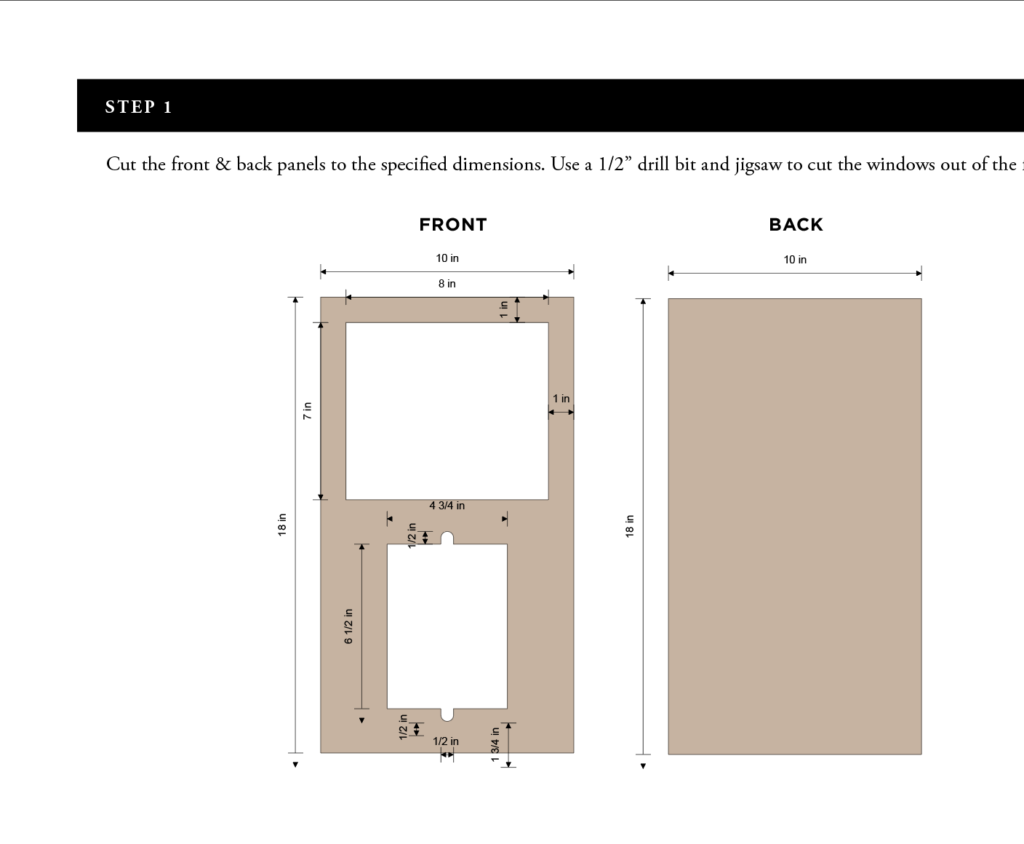 STEP 1
Cut the front & back panels to the specified dimensions. Use a 1/2” drill bit and jigsaw to cut the windows out of the
FRONT
BACK
10 in
10 in
8 in
1 in
1 in
7 in
4 3/4 in
18 in
1/2 in
18 in
6 1/2 in
1/2 in
1/2 in
1 3/4 in